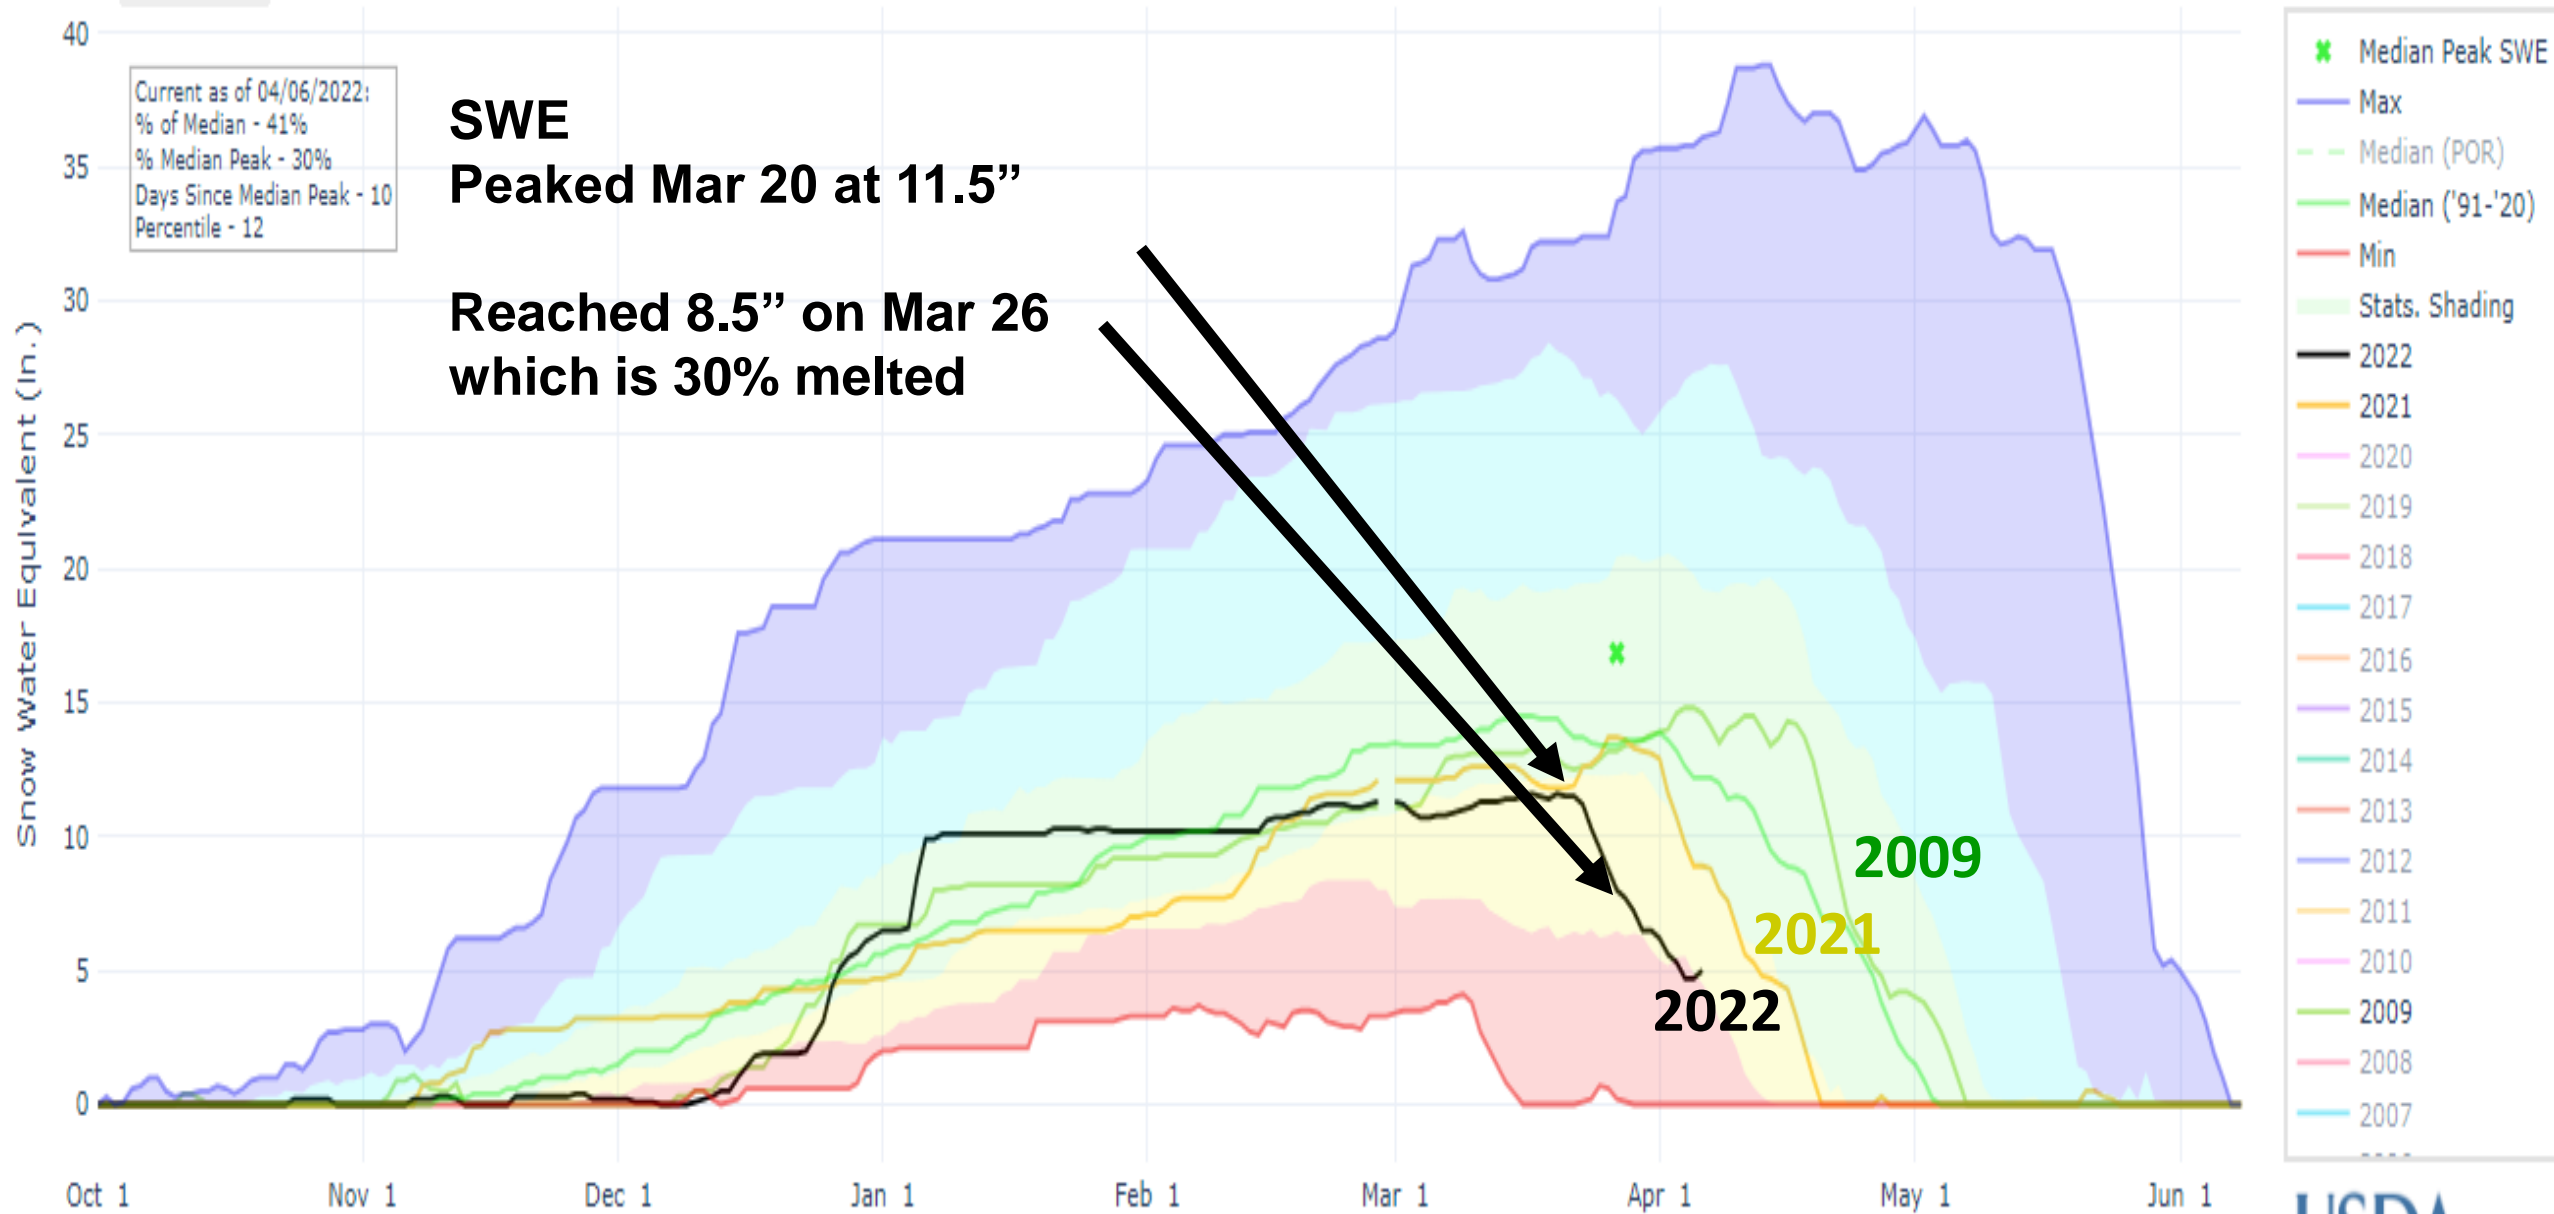 40
35
30
25
20
15
10
5
0
Snow Water Equivalent (In.)
Current as of 04/06/2022:
% of Median - 41%
% Median Peak - 30%
Days Since Median Peak - 10
Percentile - 12
SWE
Peaked Mar 20 at 11.5”
Reached 8.5” on Mar 26
which is 30% melted
2009
2021
2022
Oct 1
Nov 1
Dec 1
Jan 1
Feb 1
Mar 1
Apr 1
May 1
Jun 1
Median Peak SWE
Max
Median (POR)
Median ('91-'20)
Min
Stats. Shading
2022
2021
2020
2019
2018
2017
2016
2015
2014
2013
2012
2011
2010
2009
2008
2007
USDA